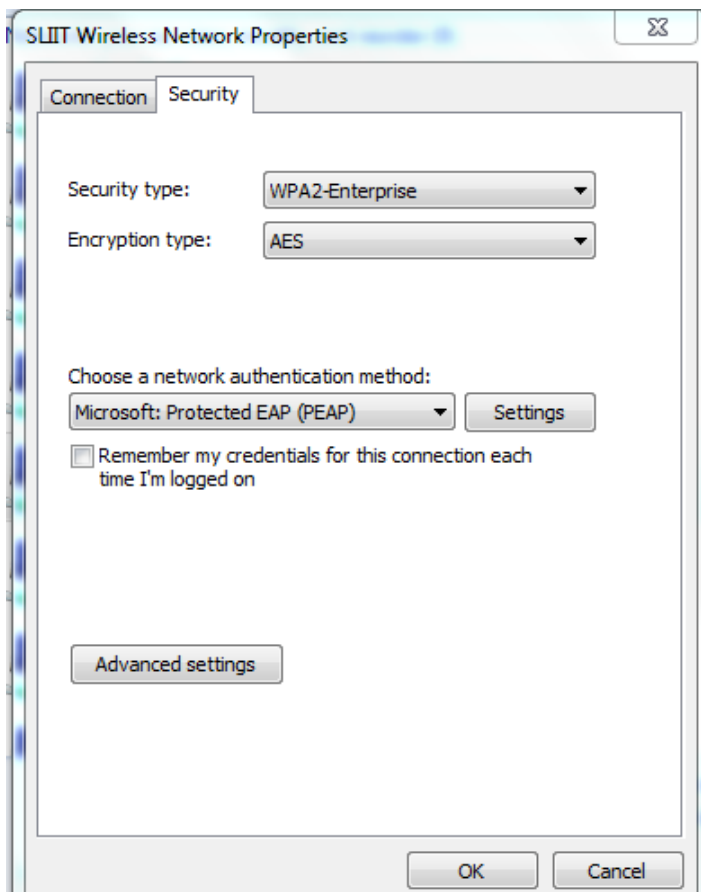 SLIIT Wireless Network Properties
Connection Security
Security type: WPA2-Enterprise
Encryption type: AES
Choose a network authentication method:
Microsoft: Protected EAP (PEAP) Settings
Remember my credentials for this connection each
time I'm logged on
Advanced settings
OK Cancel